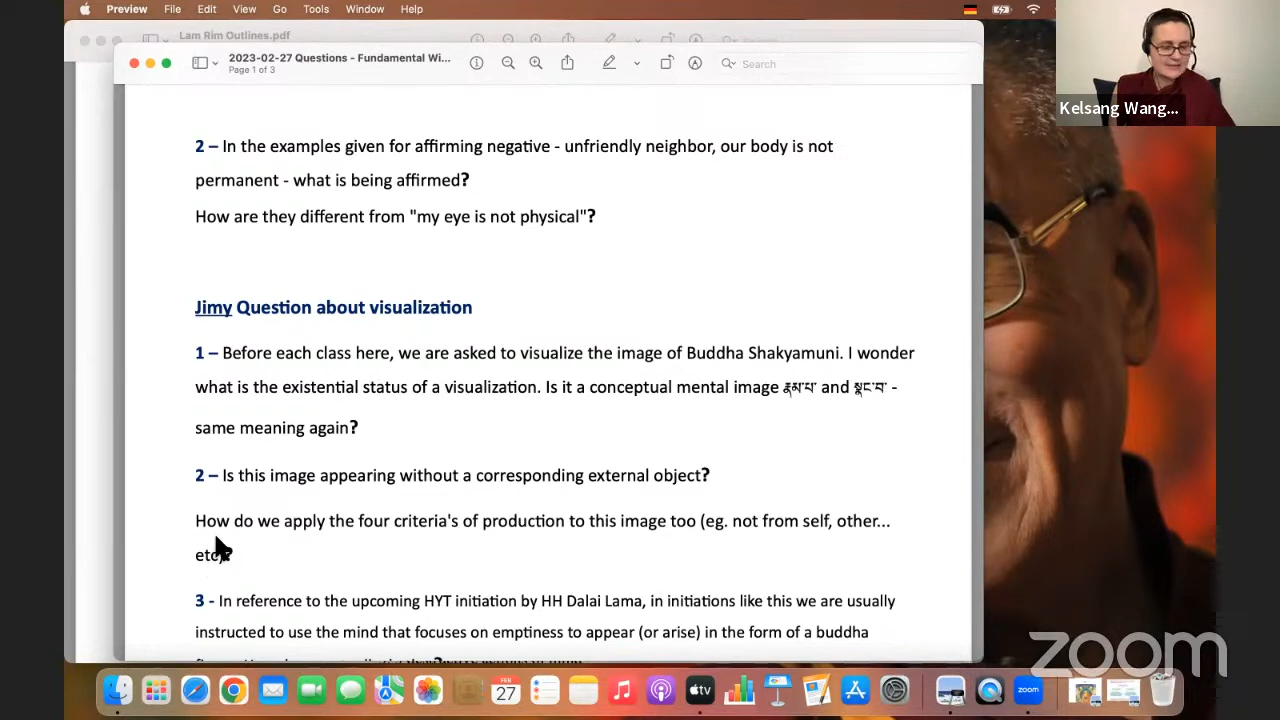 Preview File Edit View Go Tools Window Help
Lam Rim Outlines.pdf
2023-02-27 Questions - Fundamental Wi...
Page 1 of 3
Search
Kelsang Wang...
2 – In the examples given for affirming negative - unfriendly neighbor, our body is not
permanent - what is being affirmed?
How are they different from "my eye is not physical"?
Jimy Question about visualization
1 – Before each class here, we are asked to visualize the image of Buddha Shakyamuni. I wonder
what is the existential status of a visualization. Is it a conceptual mental image རྣམ་པ་ and སྣང་བ་ -
same meaning again?
2 – Is this image appearing without a corresponding external object?
How do we apply the four criteria's of production to this image too (eg. not from self, other...
etc)?
3 - In reference to the upcoming HYT initiation by HH Dalai Lama, in initiations like this we are usually
instructed to use the mind that focuses on emptiness to appear (or arise) in the form of a buddha
zoom
FEB
27
tv
zoom